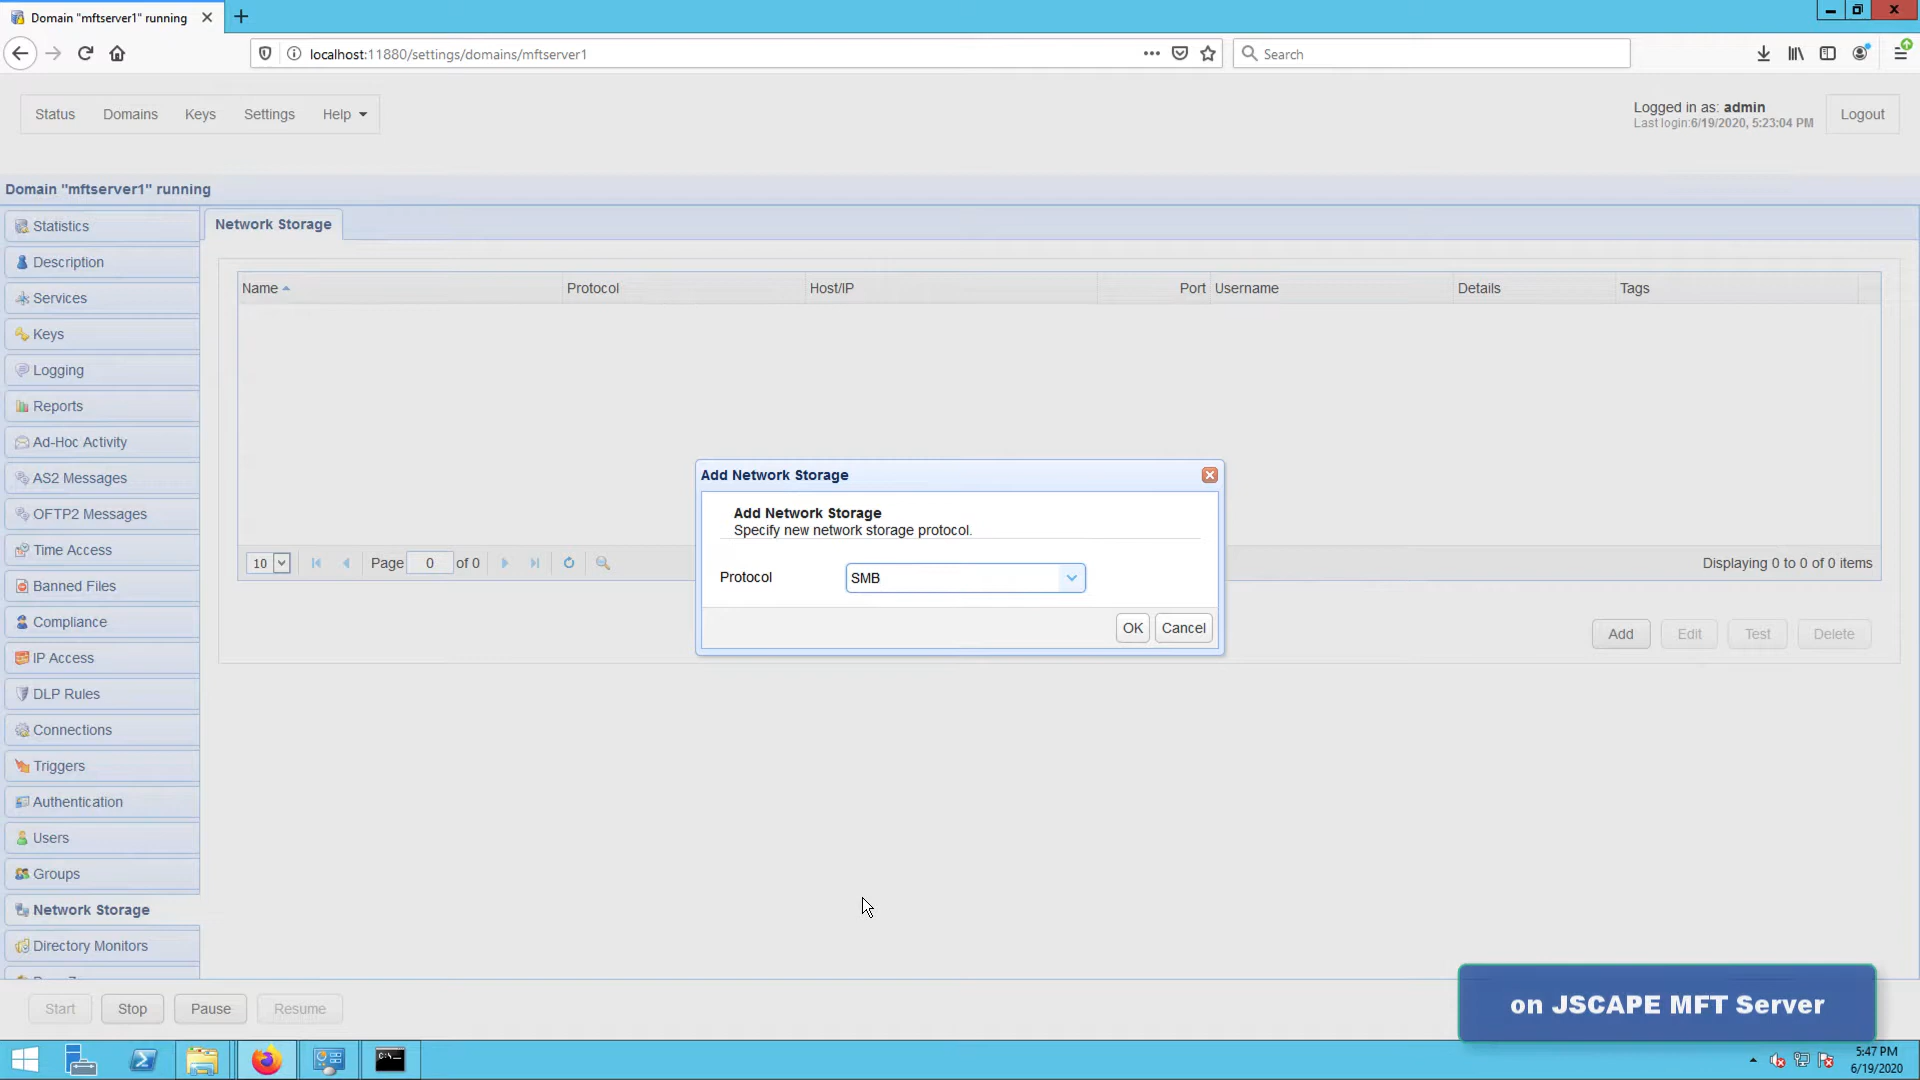 Domain "mftserver1" running
localhost:11880/settings/domains/mftserver1
Search
Status Domains Keys Settings Help
Logged in as: admin
Last login:6/19/2020, 5:23:04 PM
Logout
Domain "mftserver1" running
Statistics
Description
Services
Keys
Logging
Reports
Ad-Hoc Activity
AS2 Messages
OFTP2 Messages
Time Access
Banned Files
Compliance
IP Access
DLP Rules
Connections
Triggers
Authentication
Users
Groups
Network Storage
Directory Monitors
Network Storage
Name Protocol Host/IP Port Username Details Tags
10 Page 0 of 0 Displaying 0 to 0 of 0 items
Add Edit Test Delete
Add Network Storage
Add Network Storage
Specify new network storage protocol.
Protocol SMB
OK Cancel
Start Stop Pause Resume
on JSCAPE MFT Server
5:47 PM
6/19/2020